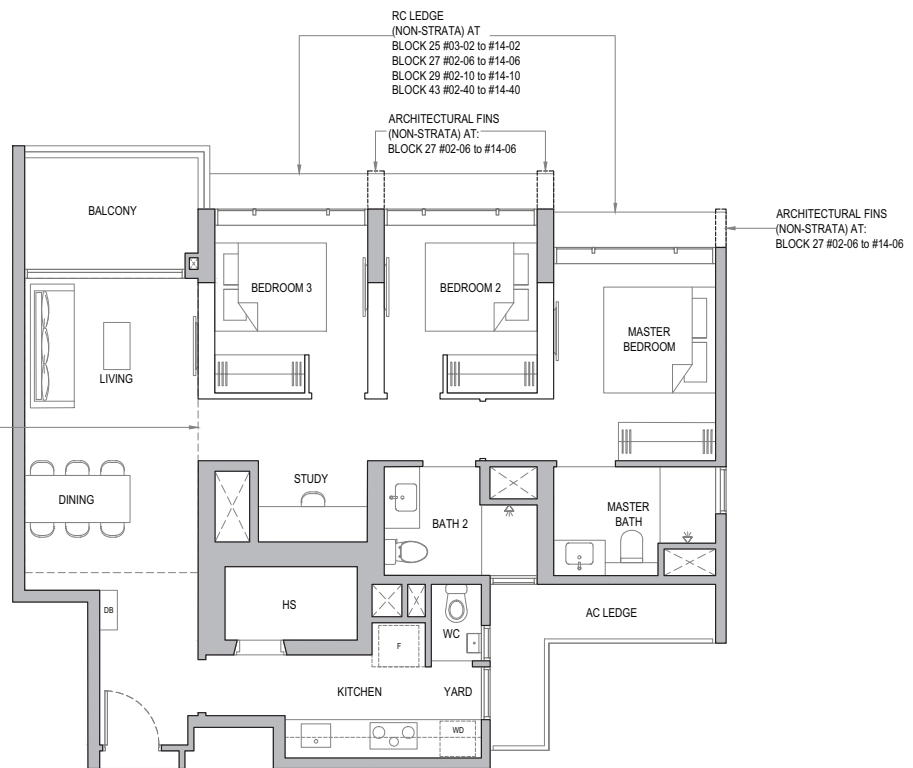 RC LEDGE
(NON-STRATA) AT
BLOCK 25 #03-02 to #14-02
BLOCK 27 #02-06 to #14-06
BLOCK 29 #02-10 to #14-10
BLOCK 43 #02-40 to #14-40
ARCHITECTURAL FINS
(NON-STRATA) AT:
BLOCK 27 #02-06 to #14-06
ARCHITECTURAL FINS
(NON-STRATA) AT:
BLOCK 27 #02-06 to #14-06
BALCONY
BEDROOM 3
BEDROOM 2
MASTER
BEDROOM
LIVING
STUDY
DINING
BATH 2
MASTER
BATH
DB
HS
WC
AC LEDGE
F
KITCHEN
YARD
WD